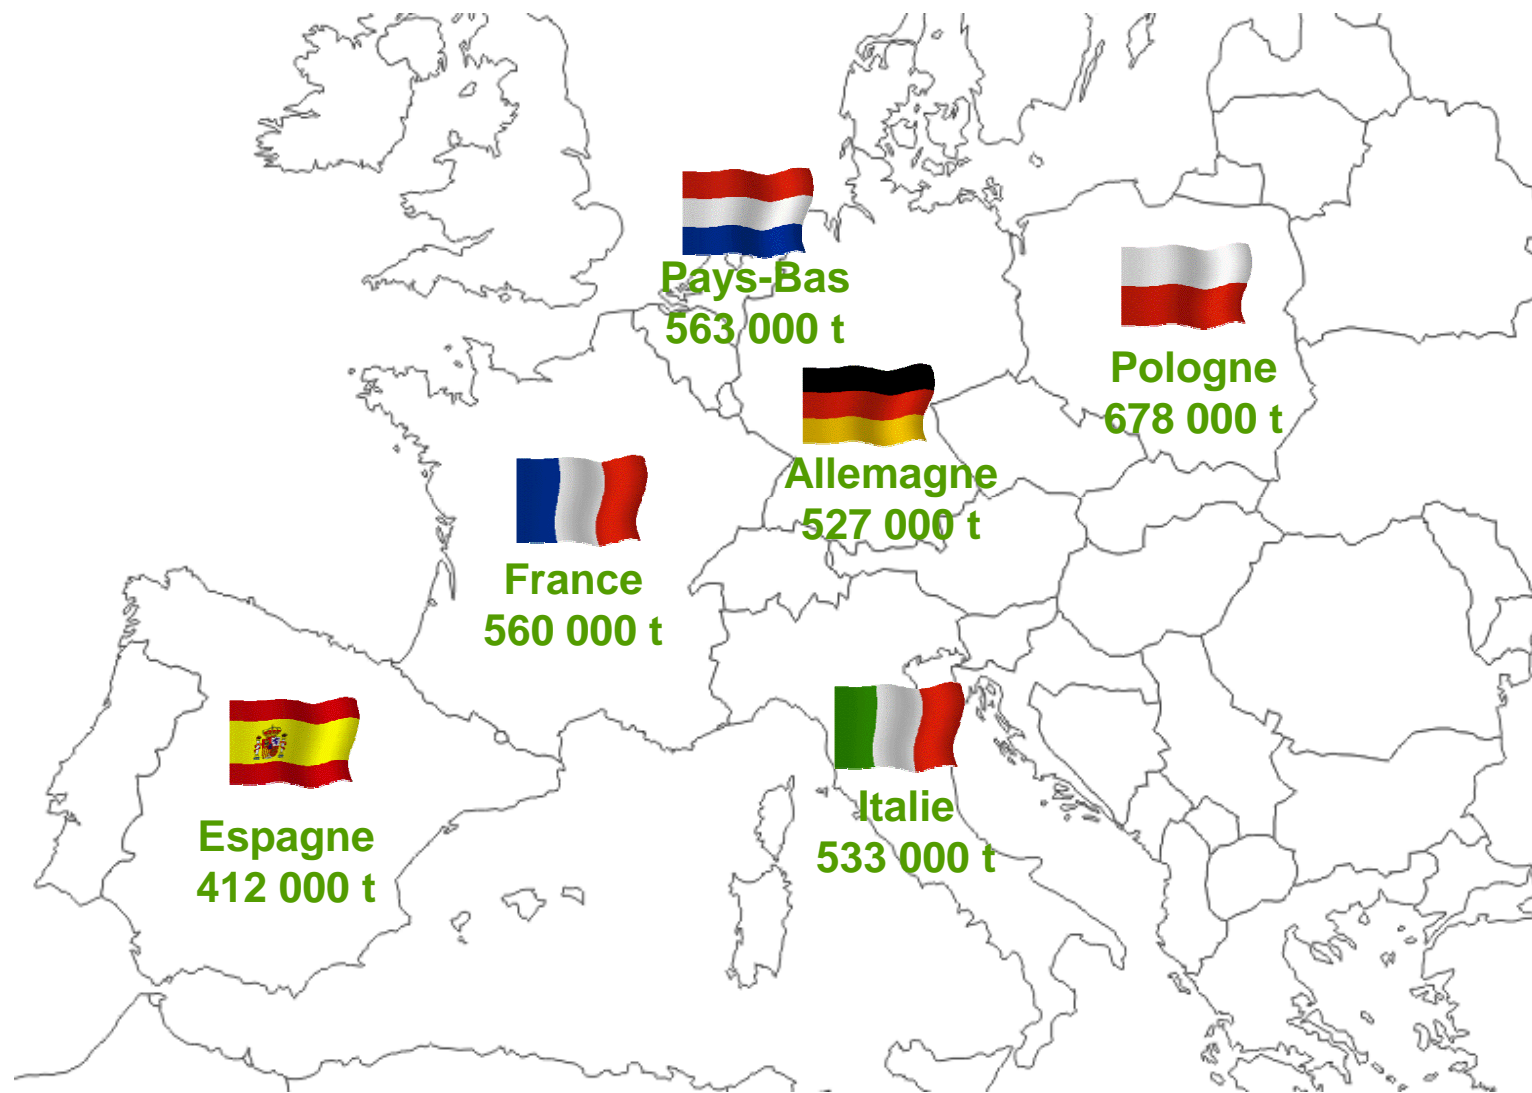 Pays-Bas
563 000 t
Pologne
678 000 t
Allemagne
527 000 t
France
560 000 t
Italie
533 000 t
Espagne
412 000 t